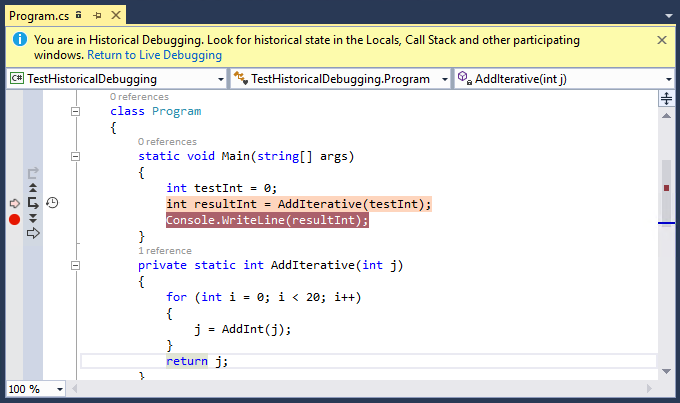 Program.cs
You are in Historical Debugging. Look for historical state in the Locals, Call Stack and other participating
windows. Return to Live Debugging
C# TestHistoricalDebugging TestHistoricalDebugging.Program AddIterative(int j)
0 references
class Program
{
0 references
static void Main(string[] args)
{
int testInt = 0;
int resultInt = AddIterative(testInt);
Console.WriteLine(resultInt);
}
1 reference
private static int AddIterative(int j)
{
for (int i = 0; i < 20; i++)
{
j = AddInt(j);
}
return j;
}
100 %